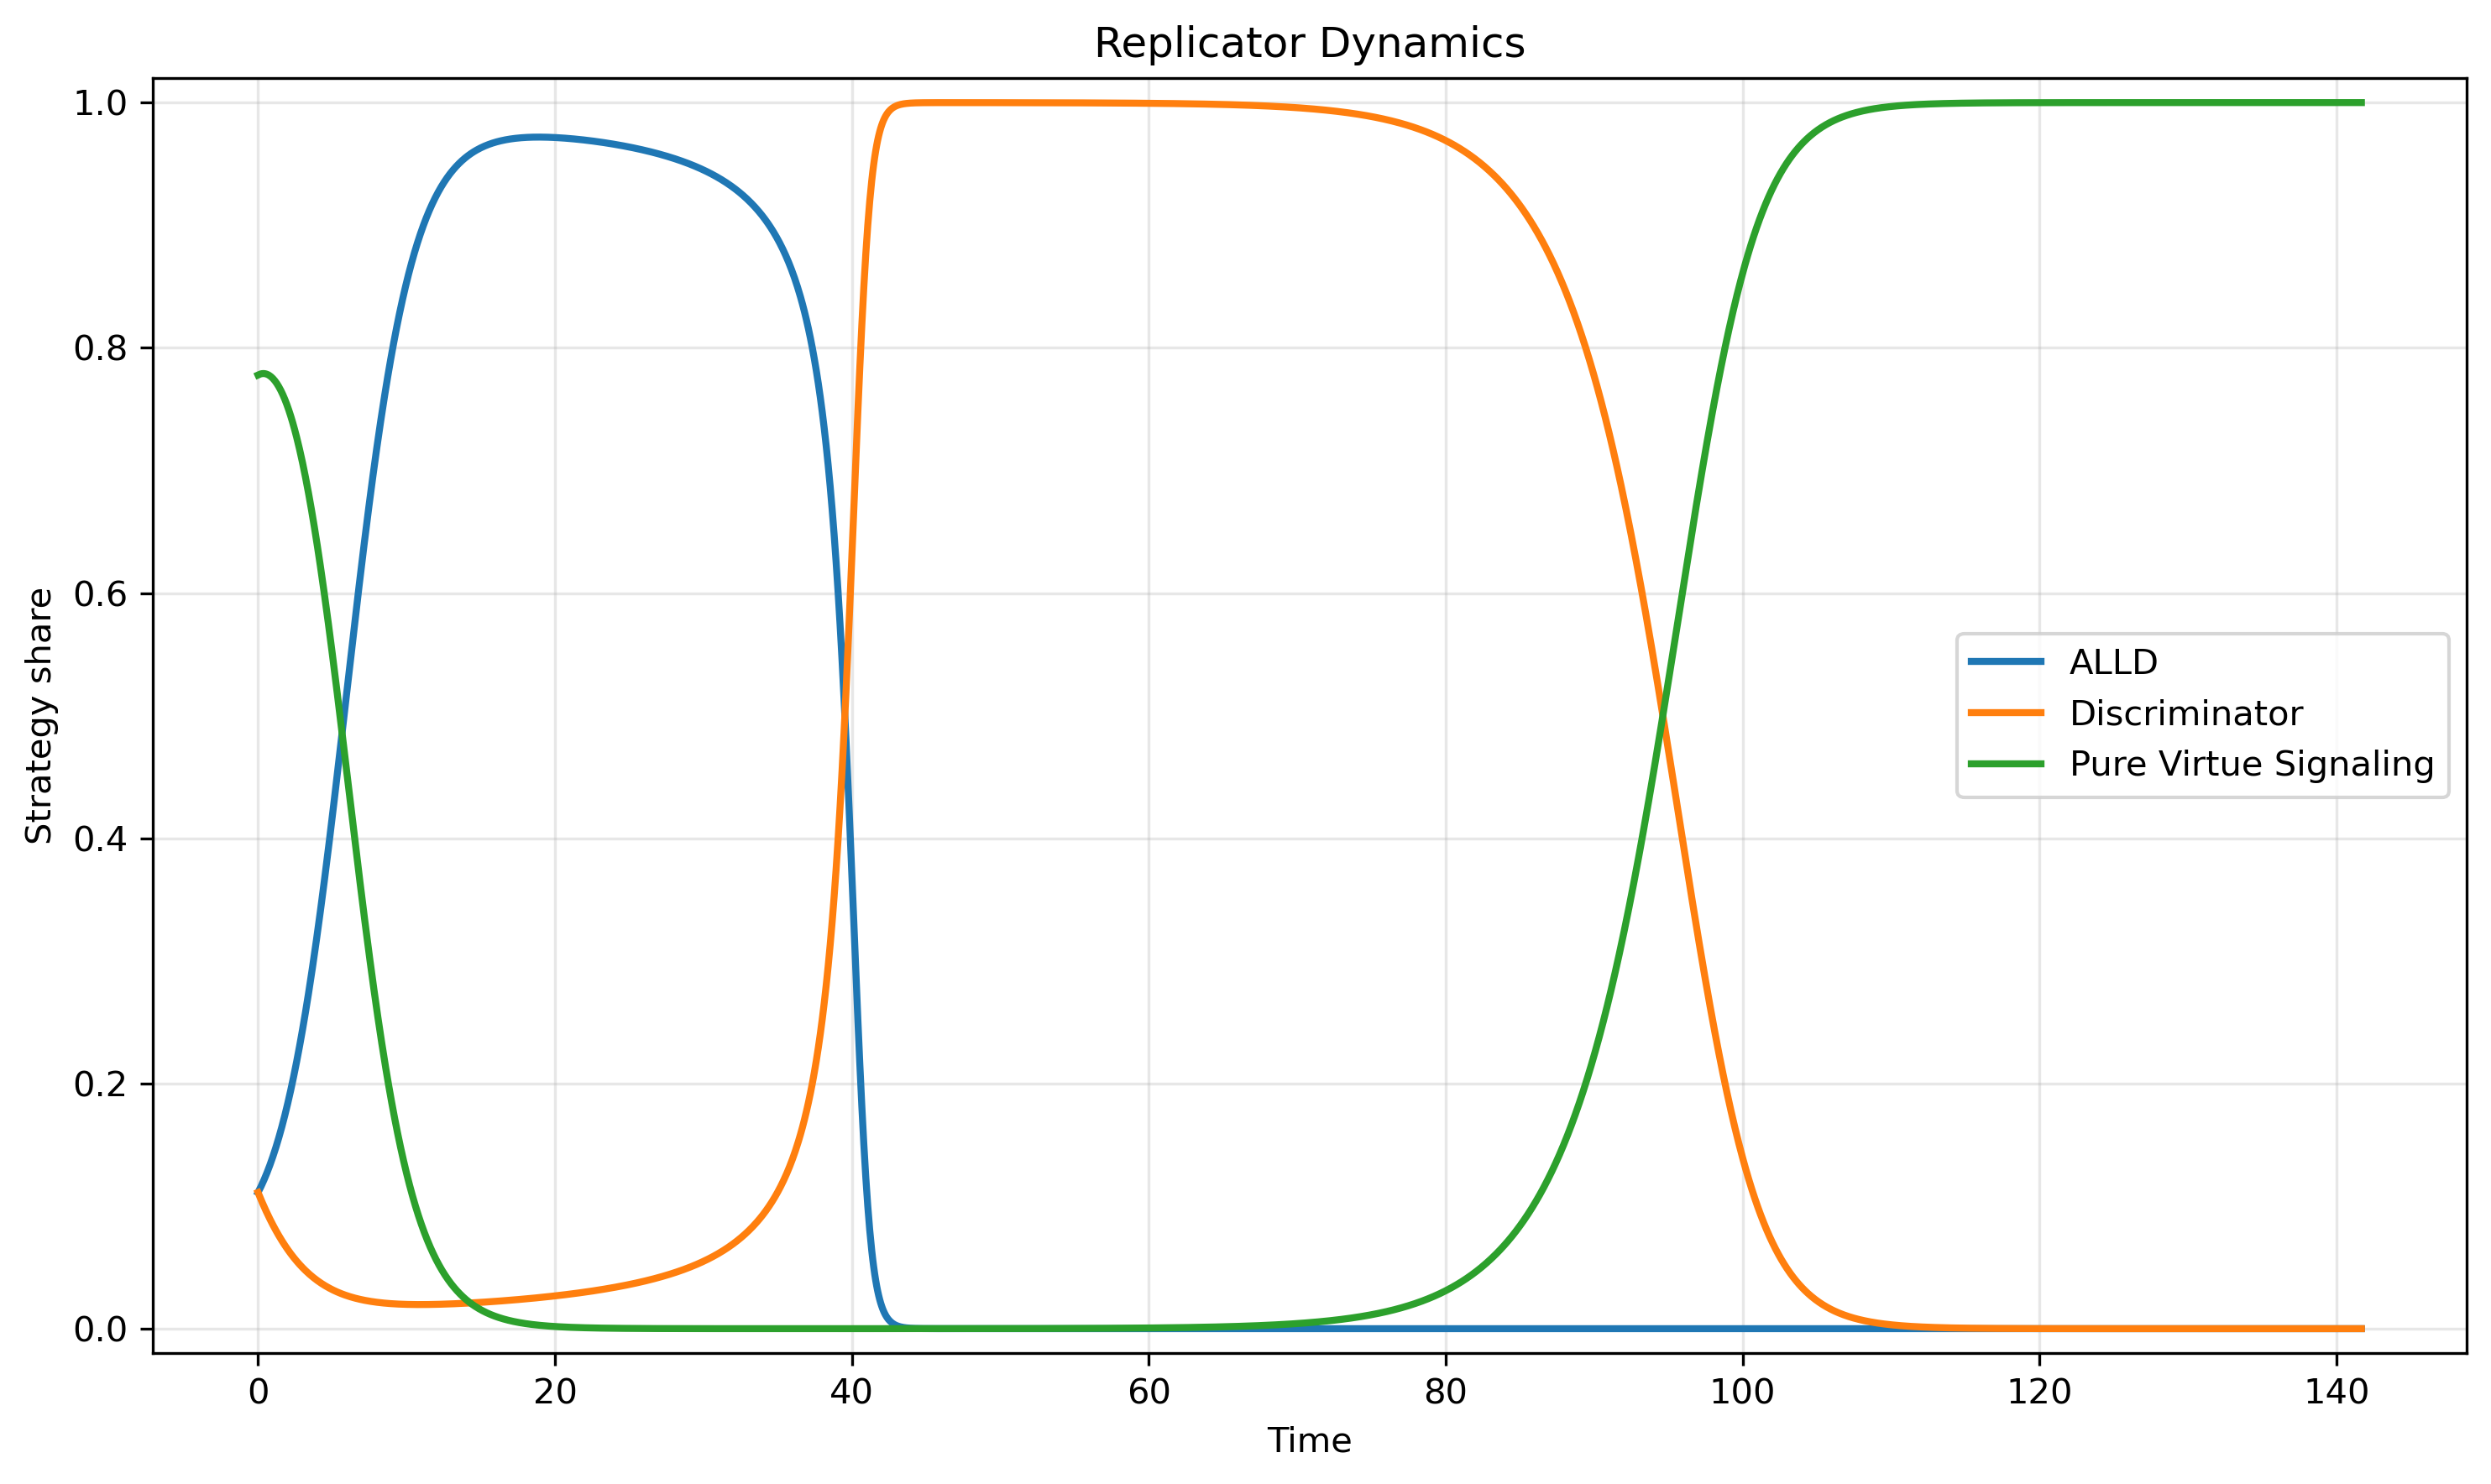 Replicator Dynamics
Strategy share
1.0
0.8
0.6
0.4
0.2
0.0
ALLD
Discriminator
Pure Virtue Signaling
0 20 40 60 80 100 120 140
Time